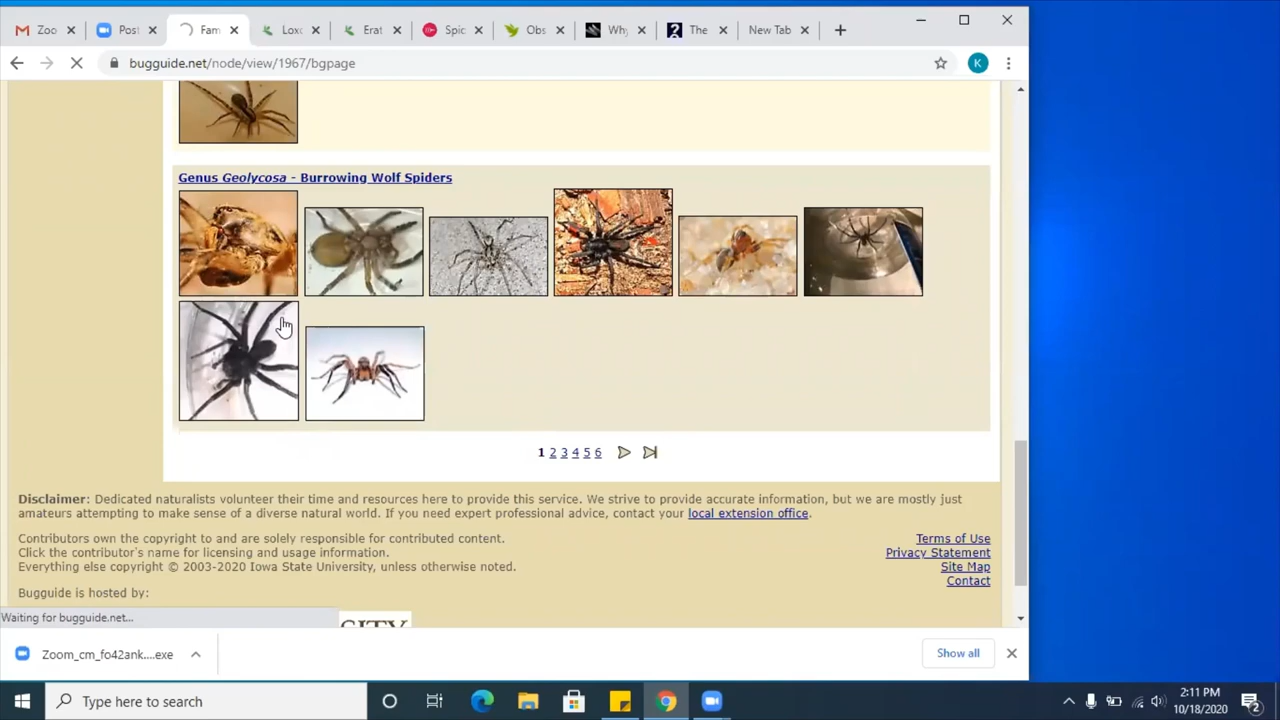 Zoo
Post
Fam
Loxo
Erat
Spic
Obs
Why
The
New Tab
bugguide.net/node/view/1967/bgpage
K
Genus Geolycosa - Burrowing Wolf Spiders
1 2 3 4 5 6
Disclaimer: Dedicated naturalists volunteer their time and resources here to provide this service. We strive to provide accurate information, but we are mostly just
amateurs attempting to make sense of a diverse natural world. If you need expert professional advice, contact your local extension office.
Contributors own the copyright to and are solely responsible for contributed content.
Click the contributor's name for licensing and usage information.
Everything else copyright © 2003-2020 Iowa State University, unless otherwise noted.
Terms of Use
Privacy Statement
Site Map
Contact
Bugguide is hosted by:
Waiting for bugguide.net...
Zoom_cm_fo42ank....exe
Show all
Type here to search
2:11 PM
10/18/2020
2